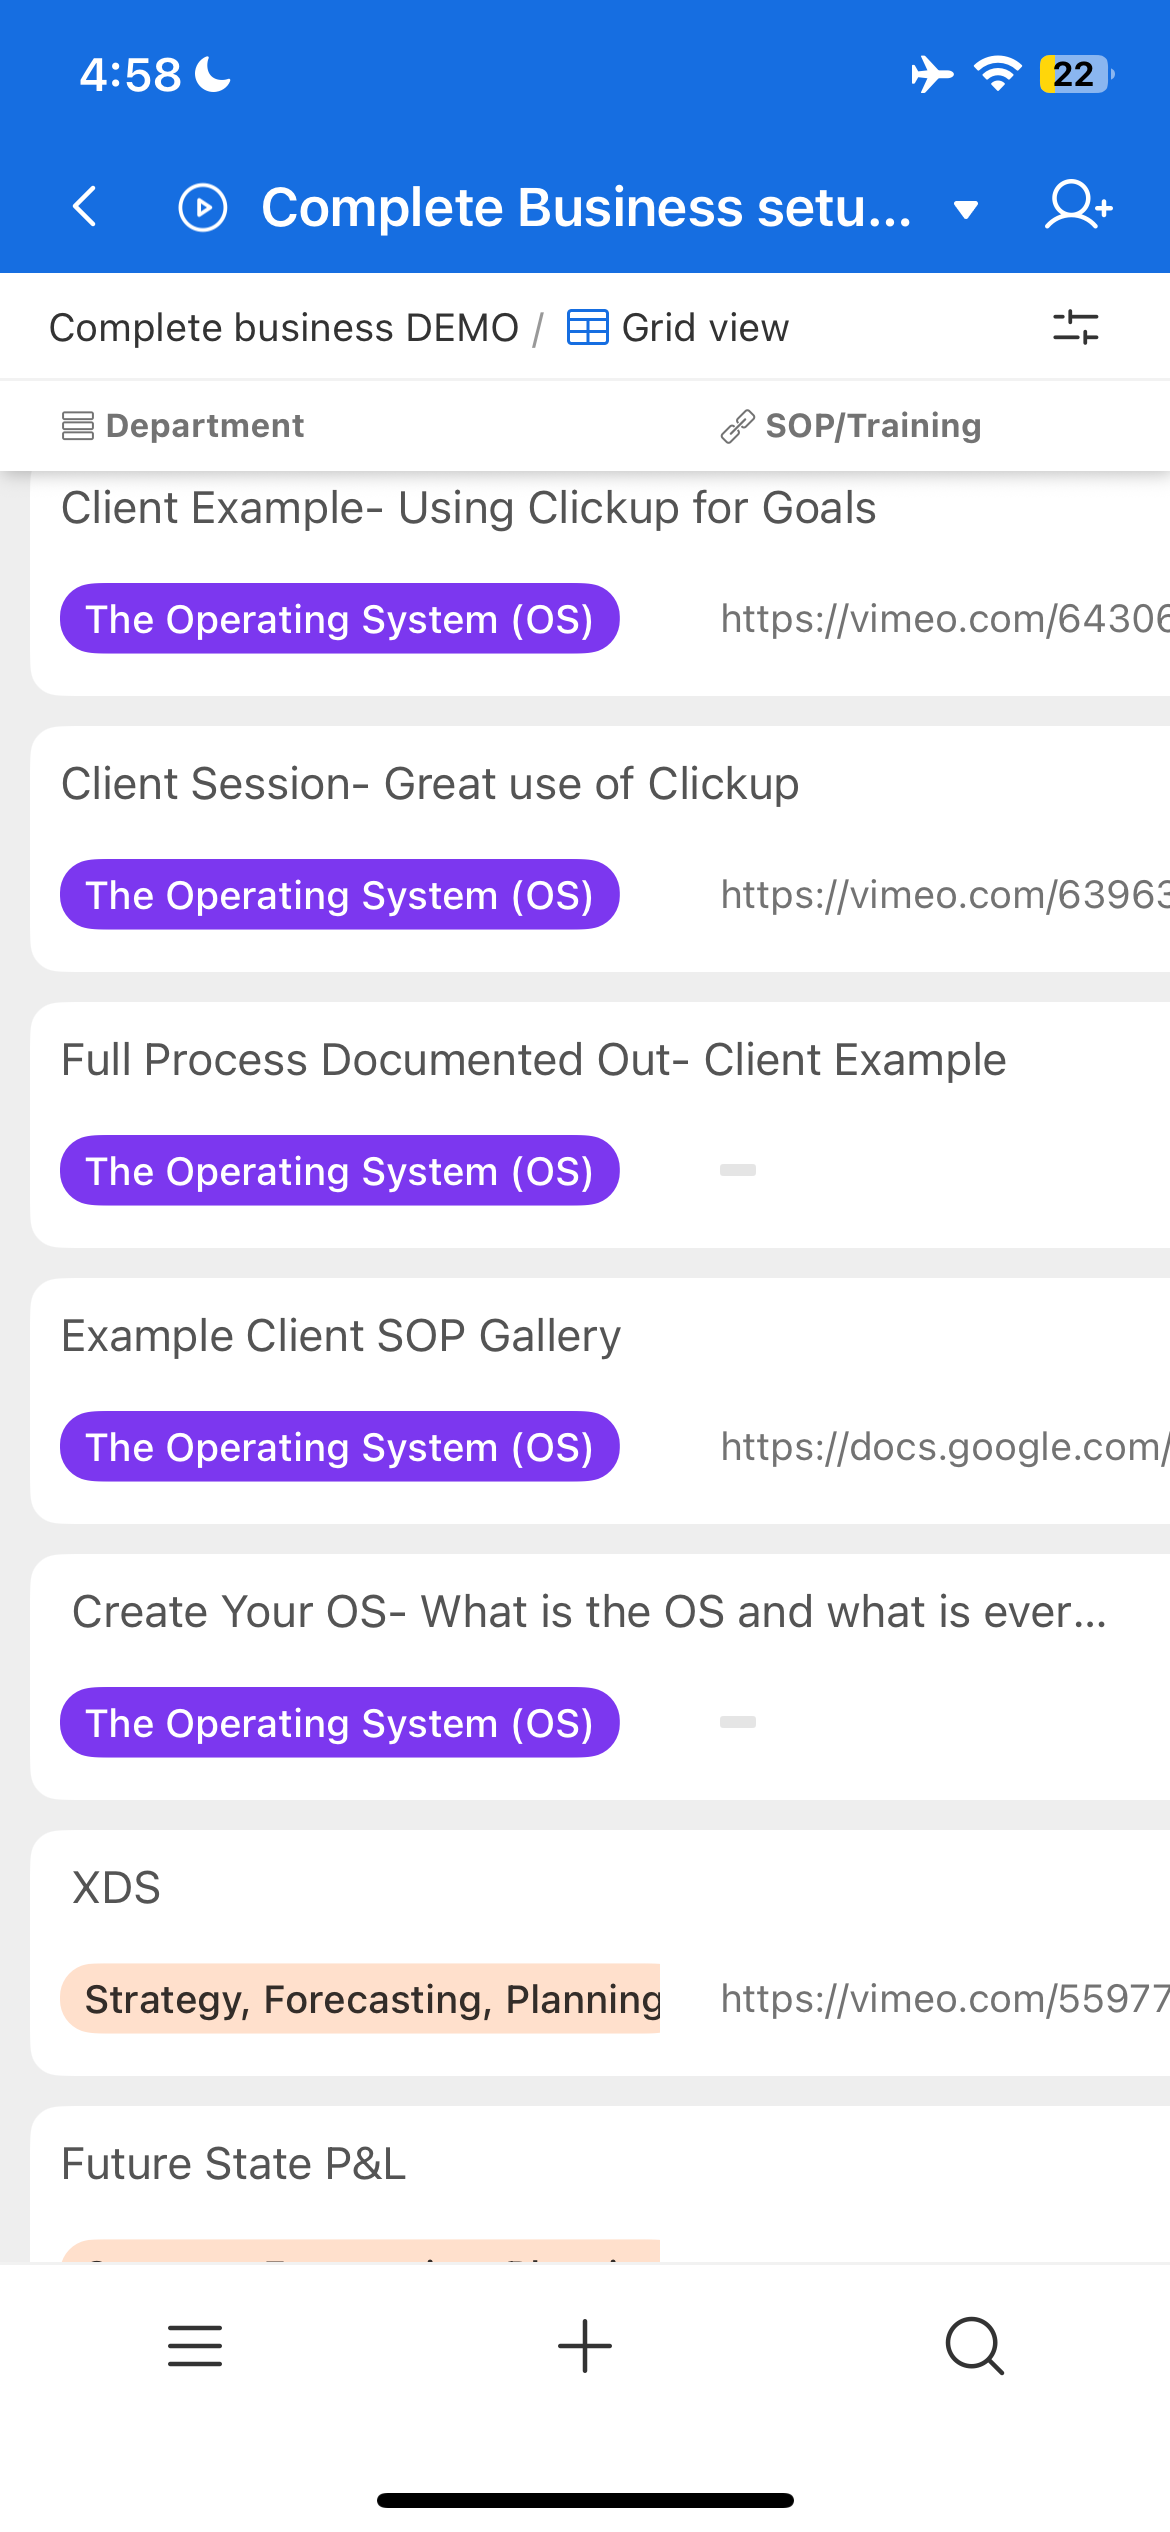 4:58
22
Complete Business setu...
Complete business DEMO / Grid view
Department SOP/Training
Client Example- Using Clickup for Goals
The Operating System (OS) https://vimeo.com/64306
Client Session- Great use of Clickup
The Operating System (OS) https://vimeo.com/63963
Full Process Documented Out- Client Example
The Operating System (OS)
Example Client SOP Gallery
The Operating System (OS) https://docs.google.com/
Create Your OS- What is the OS and what is ever...
The Operating System (OS)
XDS
Strategy, Forecasting, Planning https://vimeo.com/55977
Future State P&L